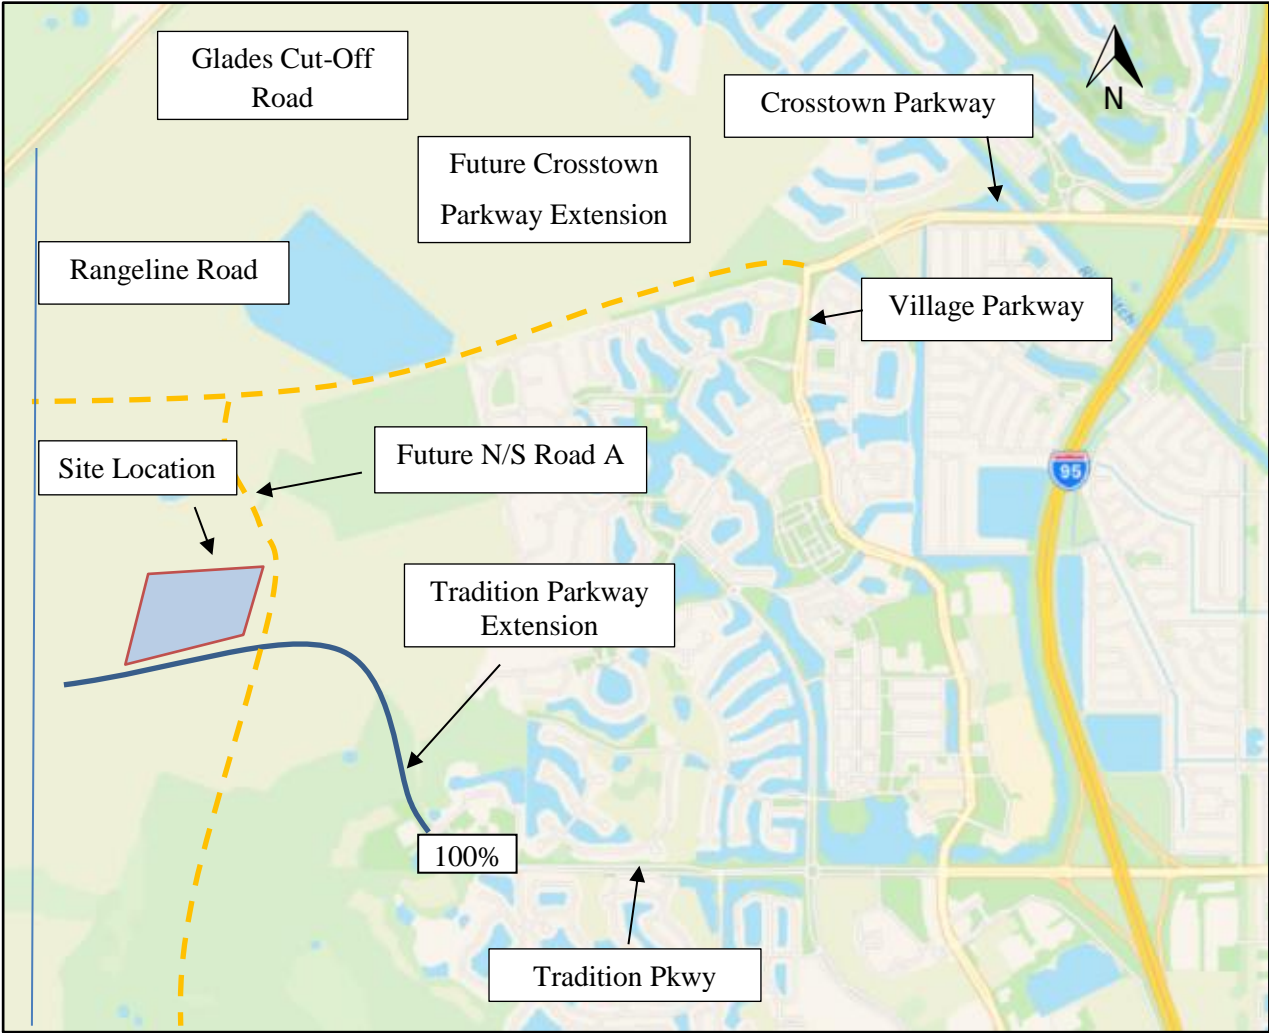 Glades Cut-Off
Road
N
Crosstown Parkway
Future Crosstown
Parkway Extension
Rangeline Road
Village Parkway
Future N/S Road A
Site Location
95
Tradition Parkway
Extension
100%
Tradition Pkwy